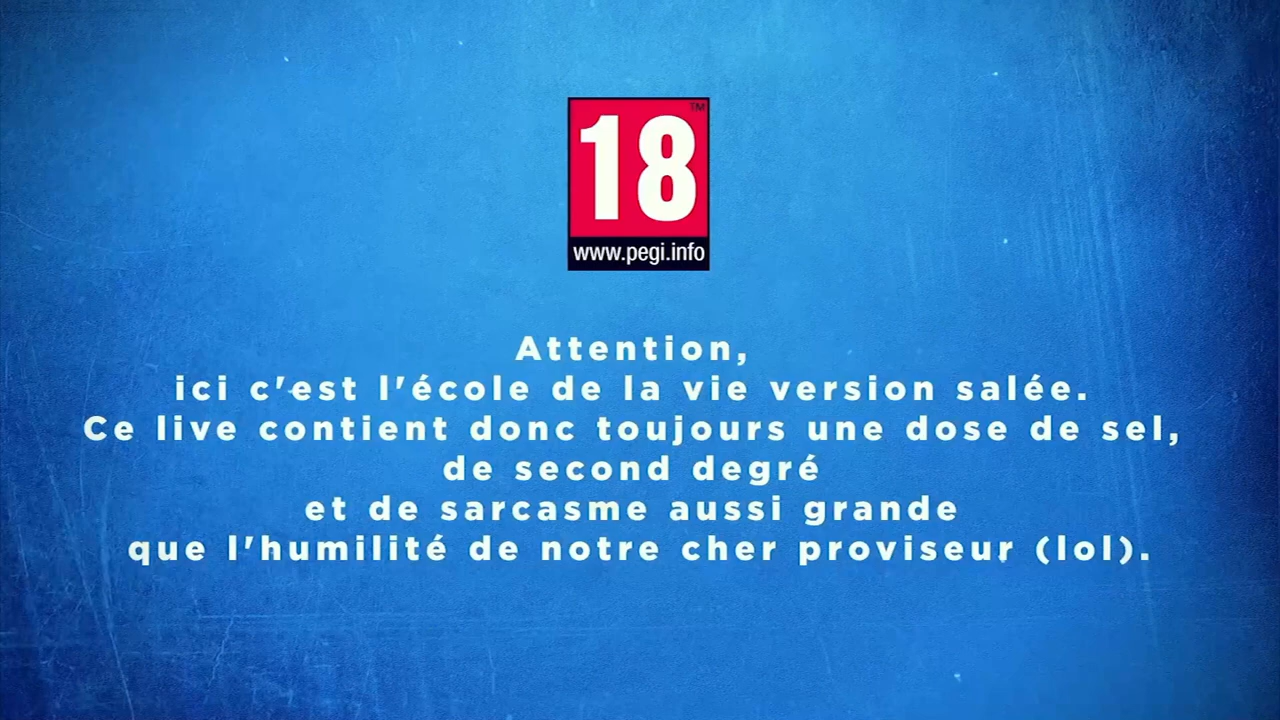 TM
18
www.pegi.info
Attention,
ici c'est l'école de la vie version salée.
Ce live contient donc toujours une dose de sel,
de second degré
et de sarcasme aussi grande
que l'humilité de notre cher proviseur (lol).